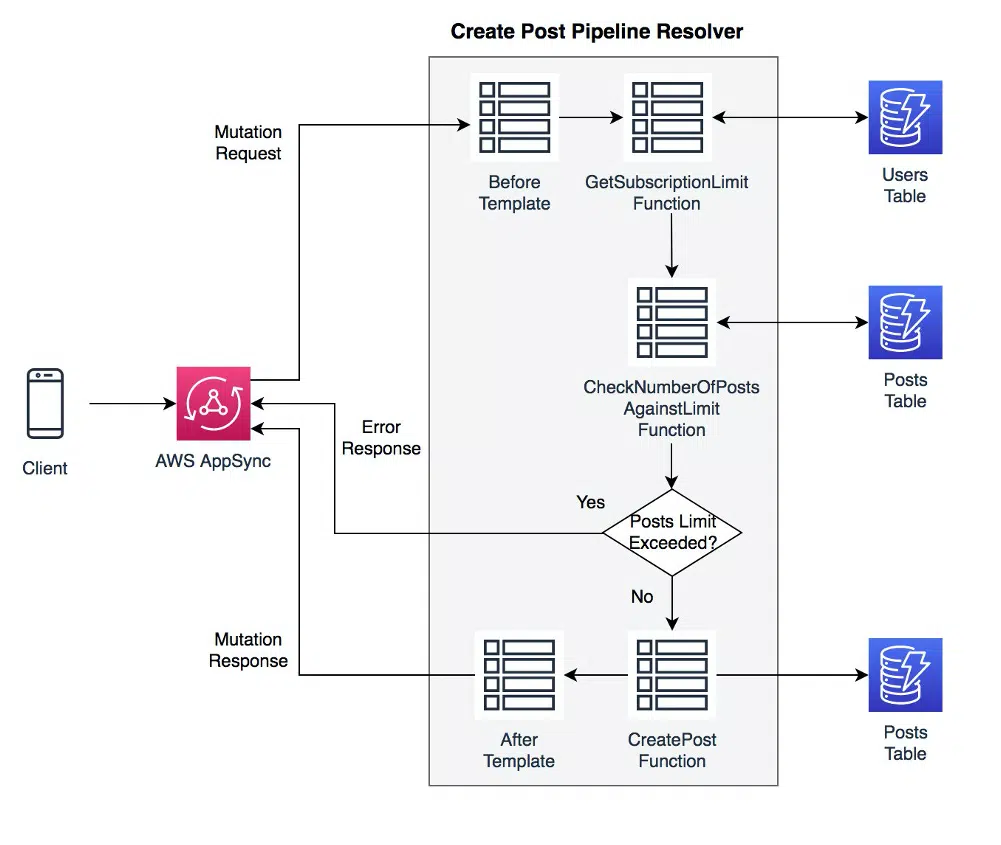 Create Post Pipeline Resolver
Mutation
Request
Before
Template
GetSubscriptionLimit
Function
Users
Table
CheckNumberOfPosts
AgainstLimit
Function
Posts
Table
Client
AWS AppSync
Error
Response
Yes
Posts Limit
Exceeded?
No
Mutation
Response
After
Template
CreatePost
Function
Posts
Table